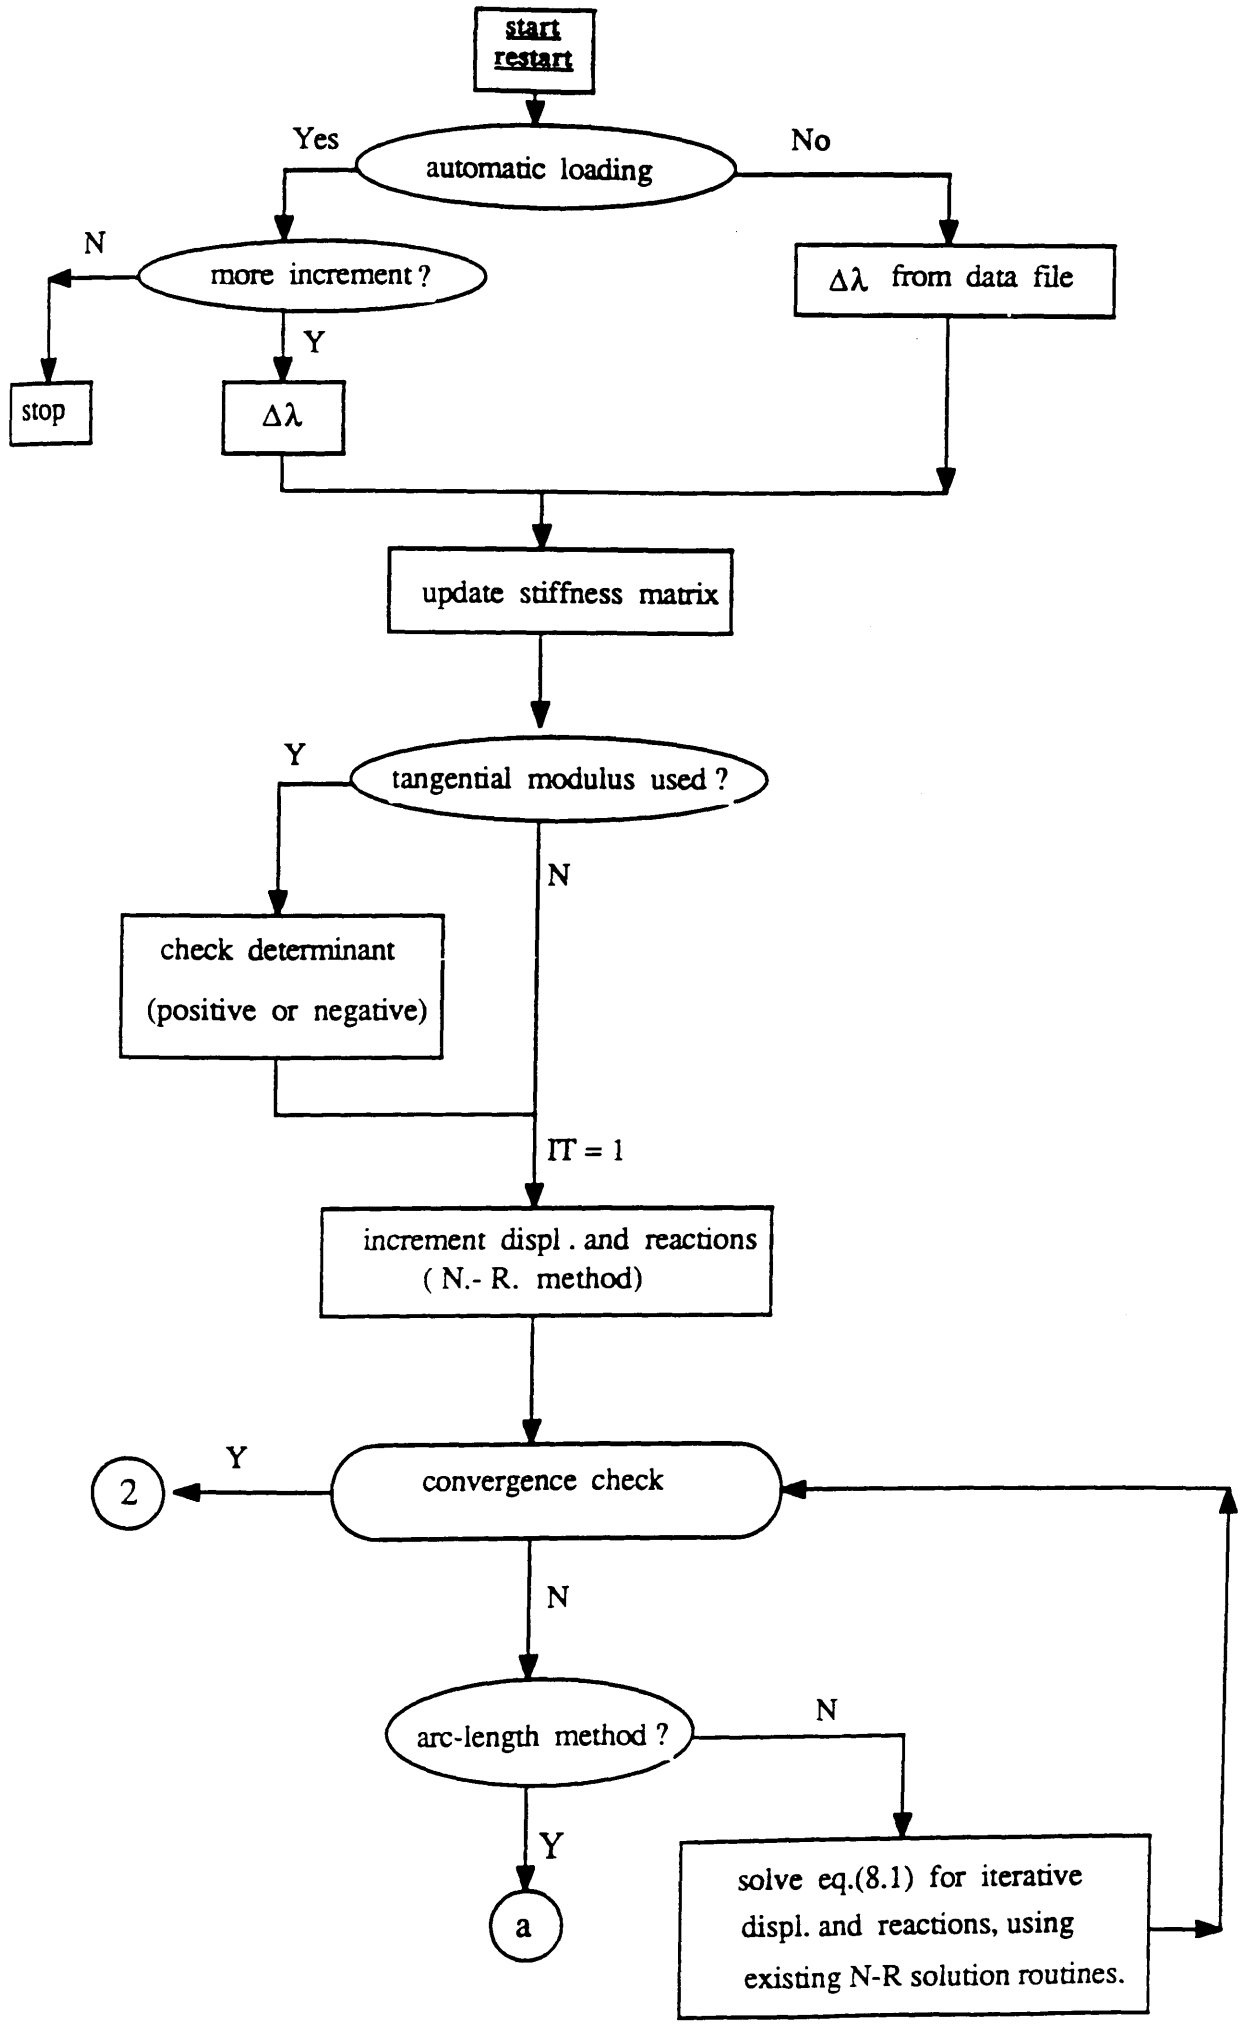 start
restart
Yes
automatic loading
No
N
more increment ?
Δλ from data file
Y
stop
Δλ
update stiffness matrix
Y
tangential modulus used ?
N
check determinant
(positive or negative)
IT = 1
increment displ . and reactions
( N.- R. method)
Y
convergence check
2
N
arc-length method ?
N
Y
solve eq.(8.1) for iterative
displ. and reactions, using
existing N-R solution routines.
a